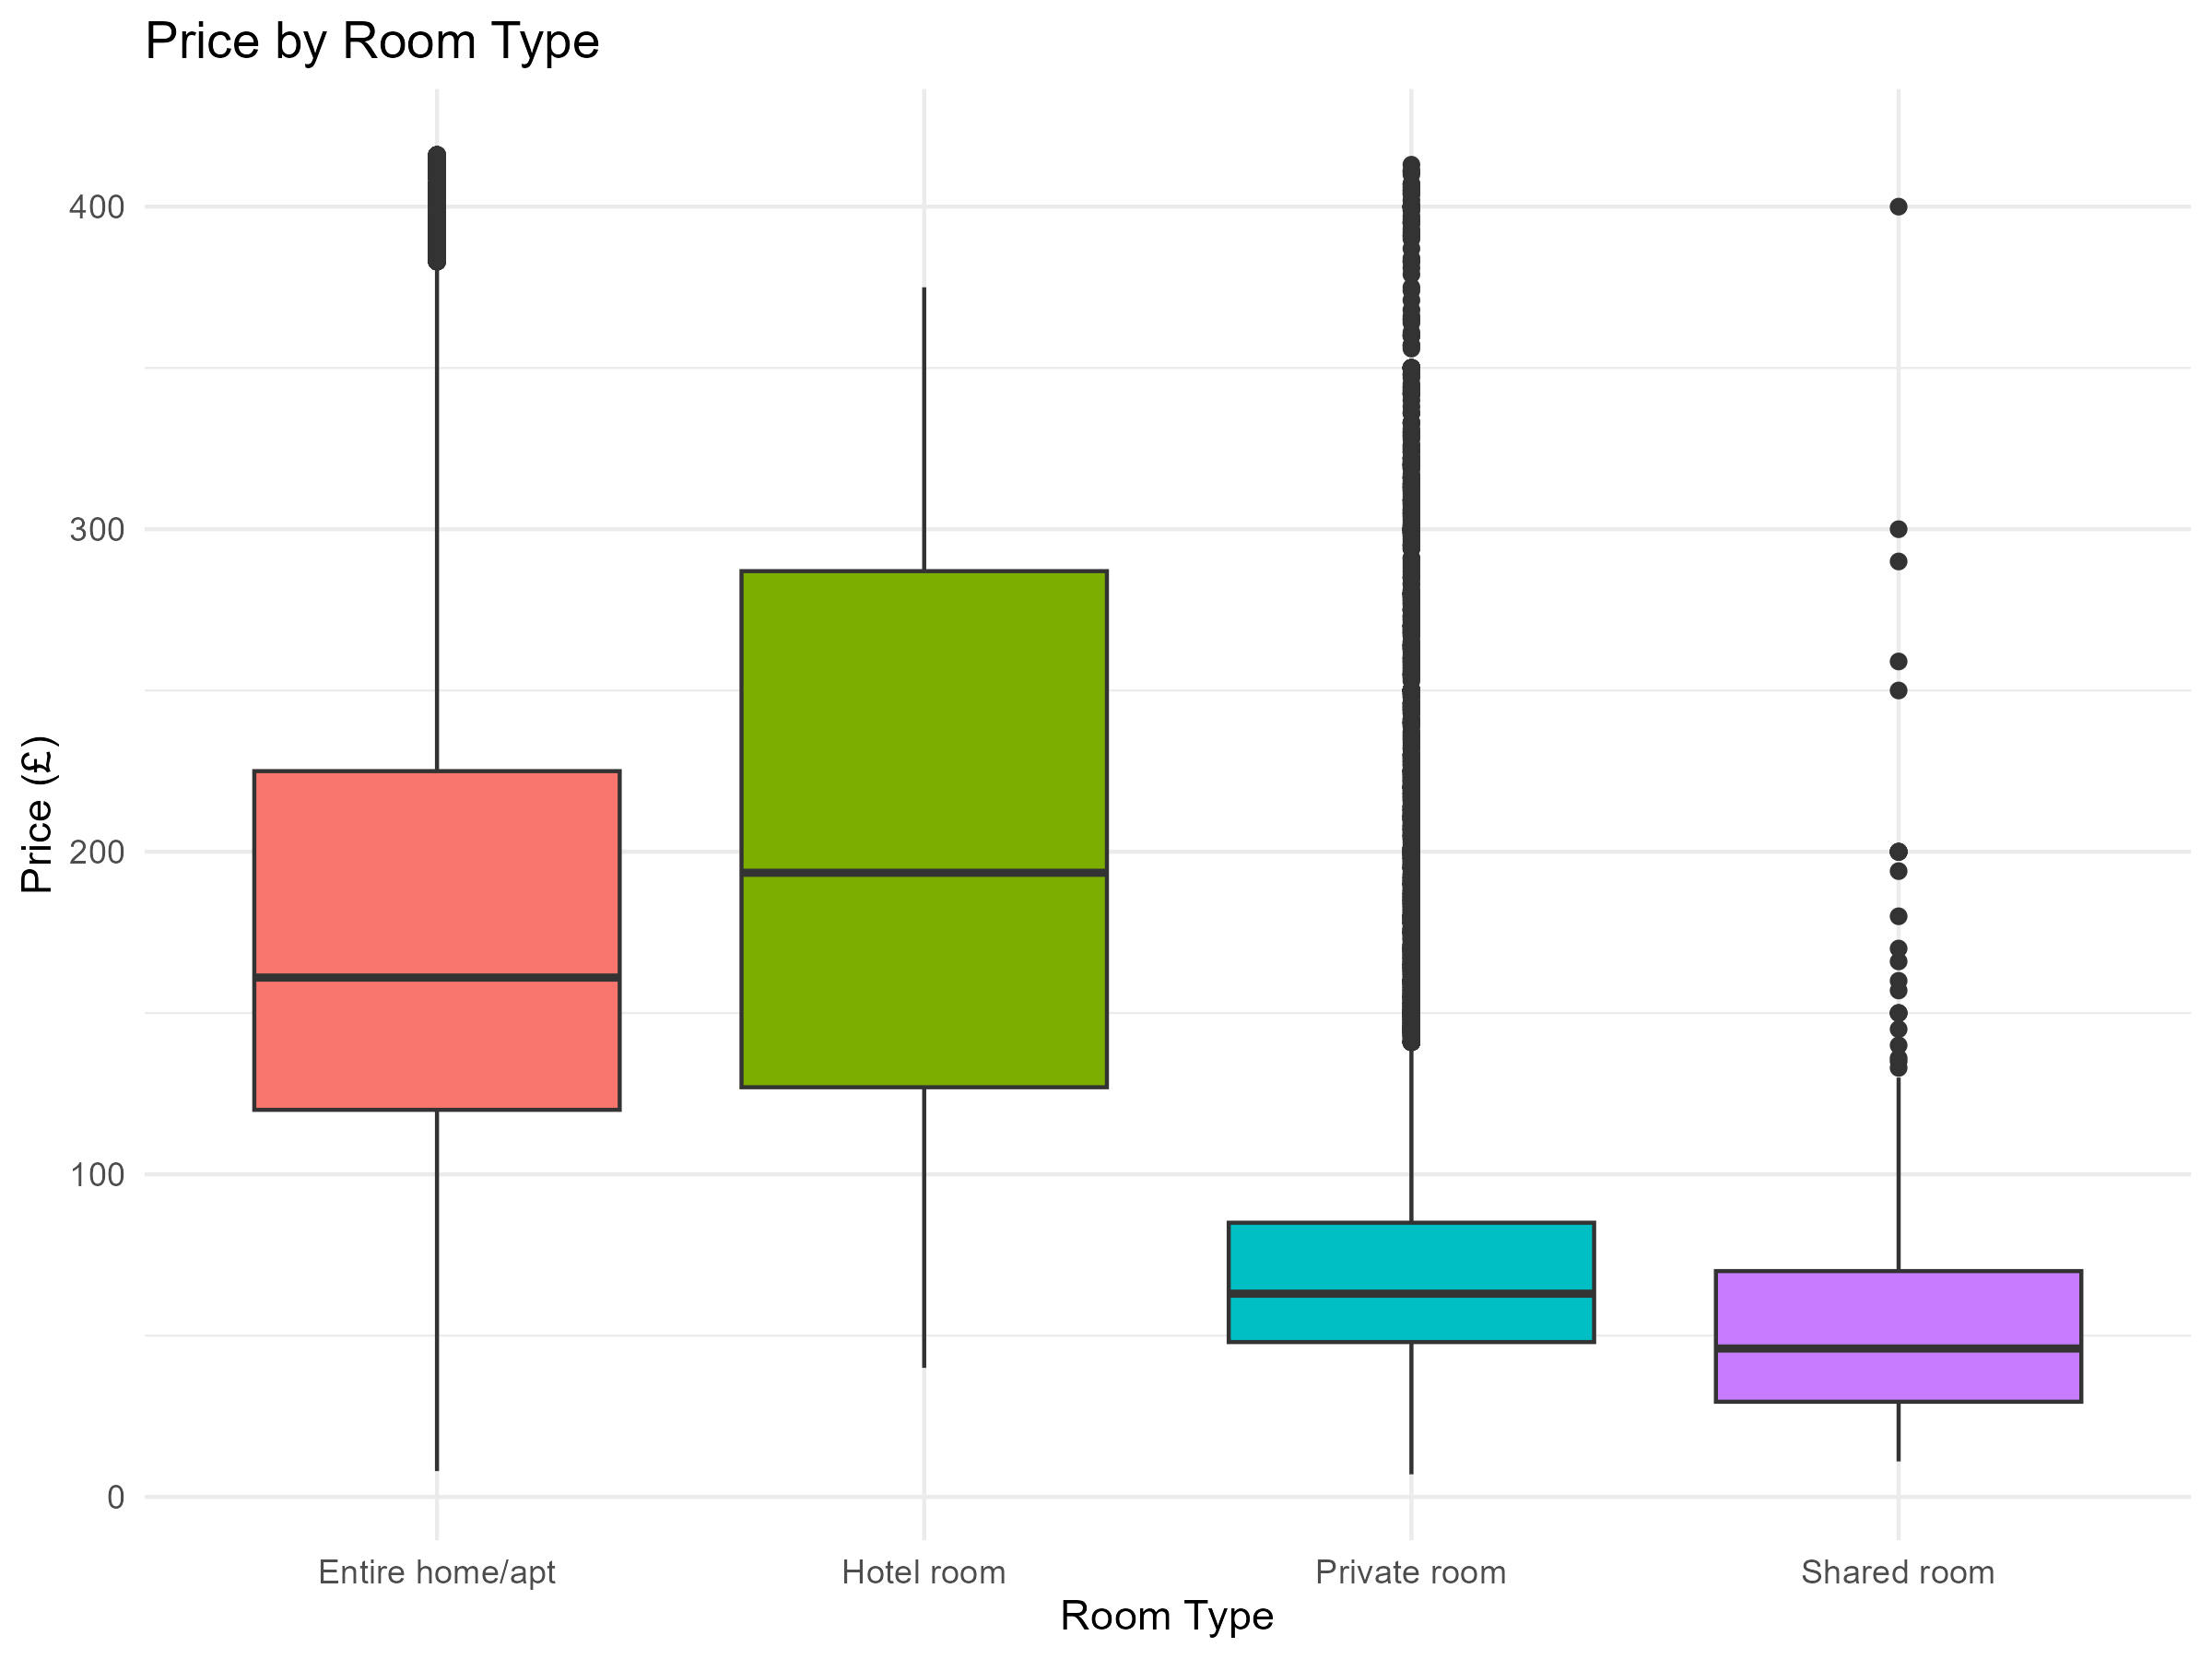 Price by Room Type
Price (£)
400
300
200
100
0
Entire home/apt
Hotel room
Private room
Shared room
Room Type